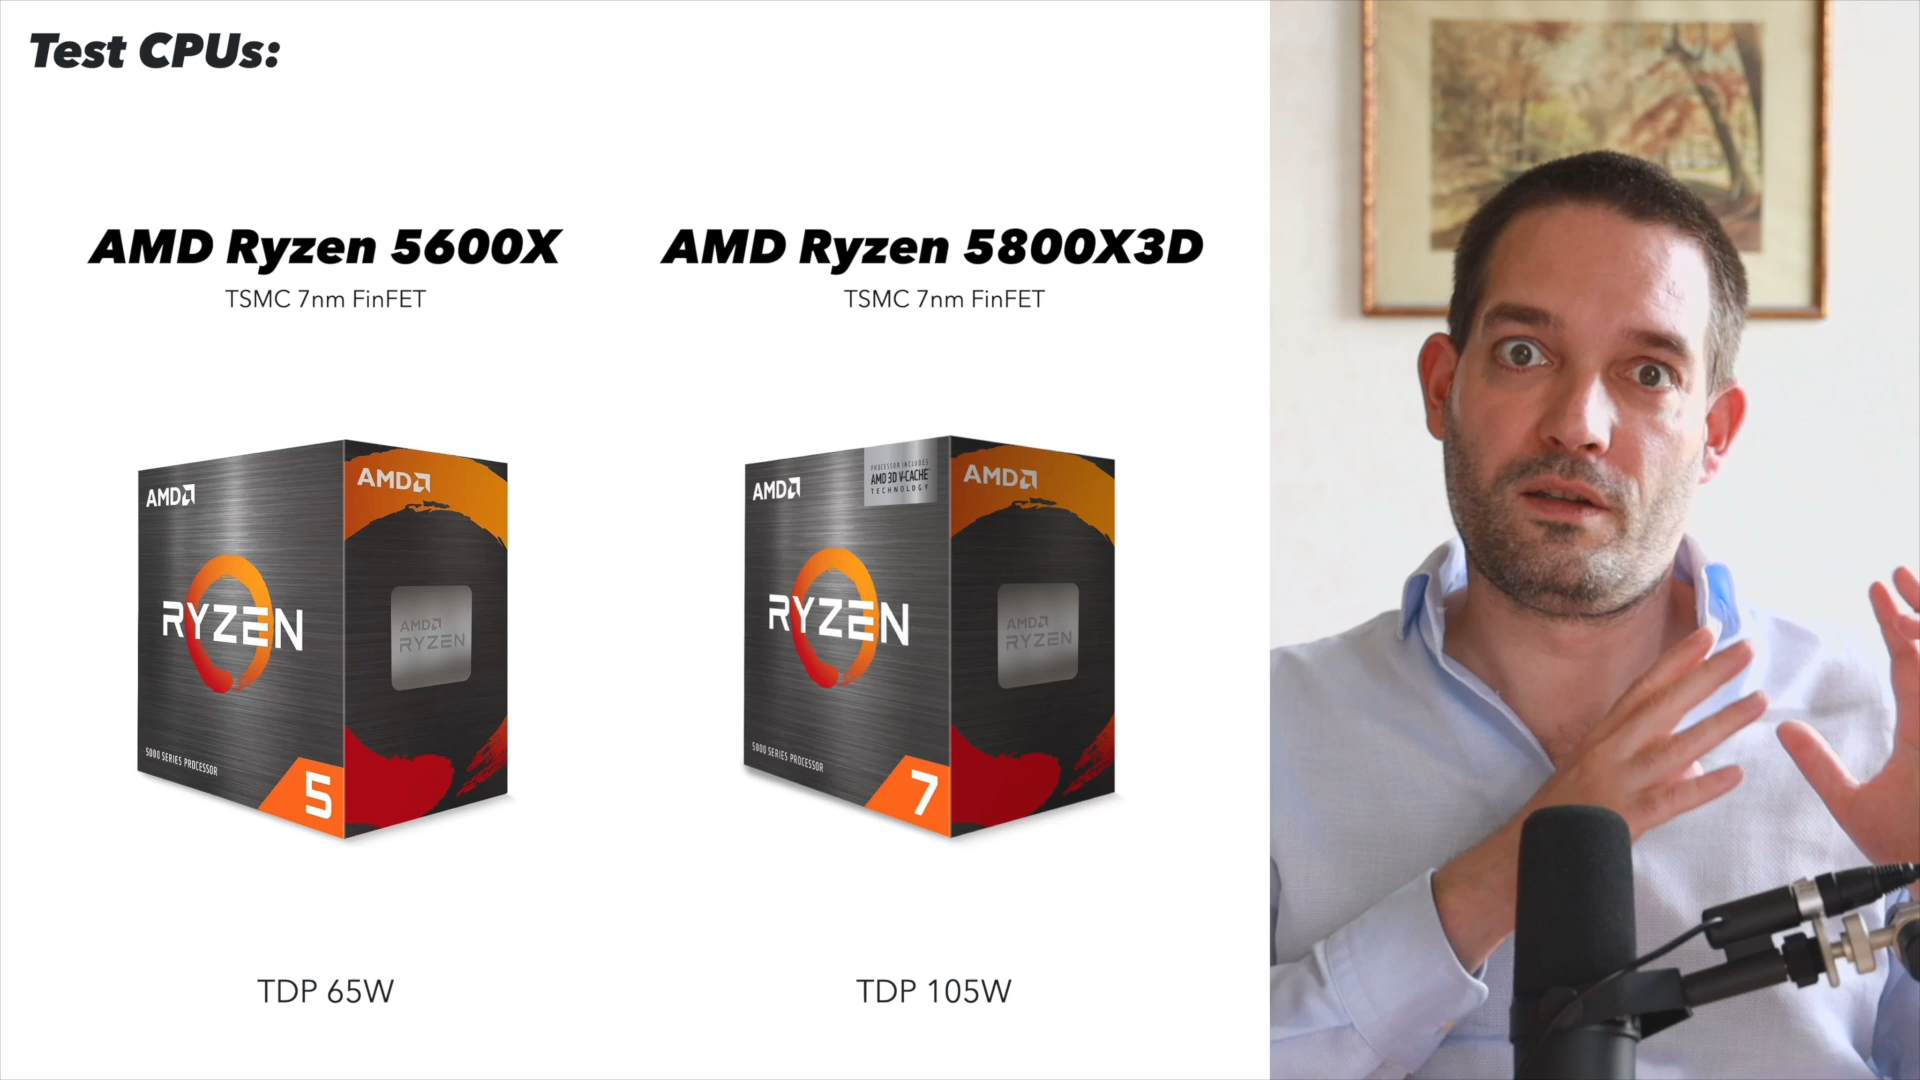 Test CPUs:
AMD Ryzen 5600X
TSMC 7nm FinFET
AMD
AMD
RYZEN
AMD
RYZEN
5000 SERIES PROCESSOR
5
TDP 65W
AMD Ryzen 5800X3D
TSMC 7nm FinFET
AMD
PROCESSOR INCLUDES
AMD 3D V-CACHE
TECHNOLOGY
AMD
RYZEN
AMD
RYZEN
5000 SERIES PROCESSOR
7
TDP 105W